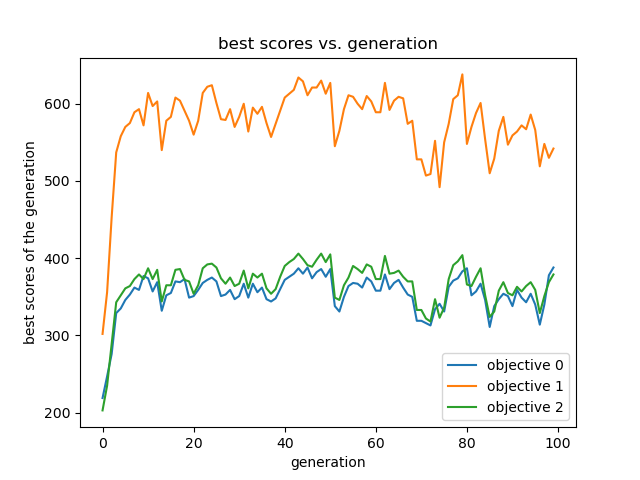 best scores vs. generation
best scores of the generation
600
500
400
300
200
0
20
40
60
80
100
generation
objective 0
objective 1
objective 2